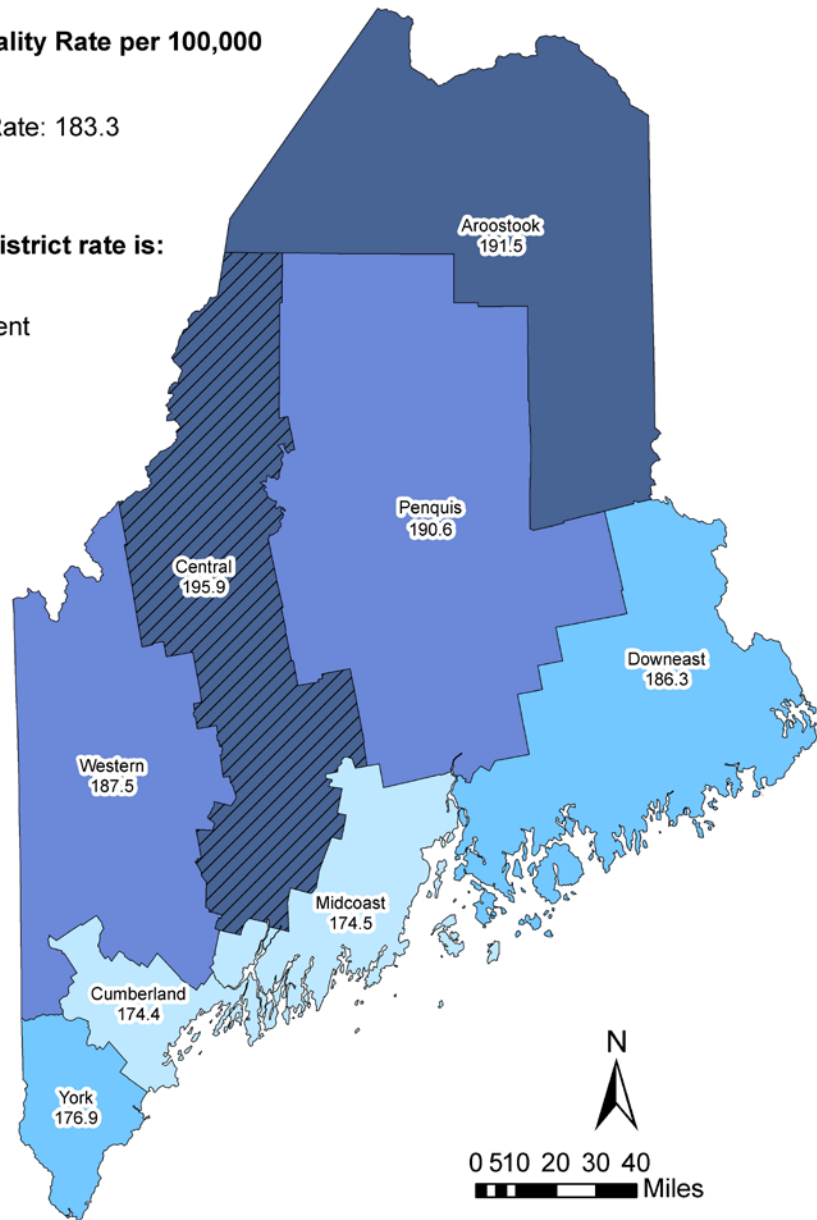 ality Rate per 100,000
Rate: 183.3
istrict rate is:
ent
Aroostook
191.5
Penquis
190.6
Central
195.9
Downeast
186.3
Western
187.5
Midcoast
174.5
Cumberland
174.4
York
176.9
N
0 510 20 30 40
Miles